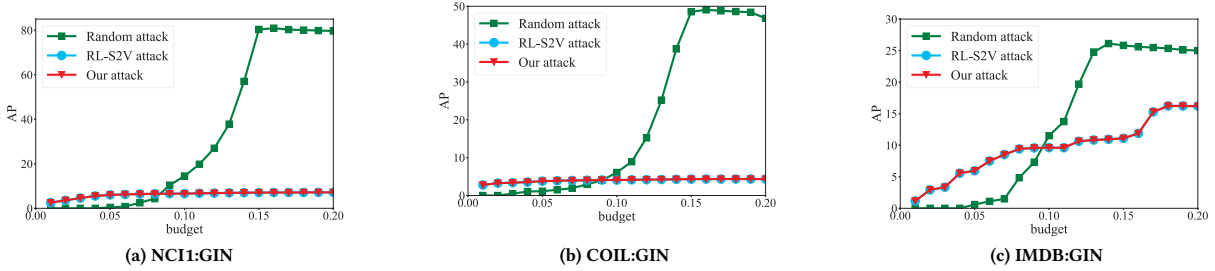 80
60
40
20
0
AP
Random attack
RL-S2V attack
Our attack
0.00 0.05 0.10 0.15 0.20
budget
(a) NCI1:GIN
50
40
30
20
10
0
AP
Random attack
RL-S2V attack
Our attack
0.00 0.05 0.10 0.15 0.20
budget
(b) COIL:GIN
30
25
20
15
10
5
0
AP
Random attack
RL-S2V attack
Our attack
0.00 0.05 0.10 0.15 0.20
budget
(c) IMDB:GIN